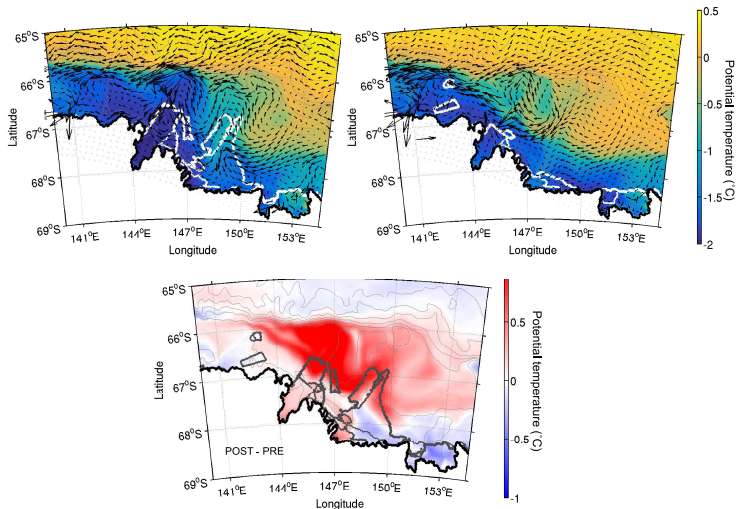 65°S
66°S
67°S
68°S
69°S
Latitude
141°E
144°E
147°E
150°E
153°E
Longitude
65°S
66°S
67°S
68°S
69°S
Latitude
141°E
144°E
147°E
150°E
153°E
Longitude
0.5
0
-0.5
-1
-1.5
-2
Potential temperature (°C)
65°S
66°S
67°S
68°S
69°S
Latitude
POST - PRE
141°E
144°E
147°E
150°E
153°E
Longitude
0.5
0
-0.5
-1
Potential temperature (°C)